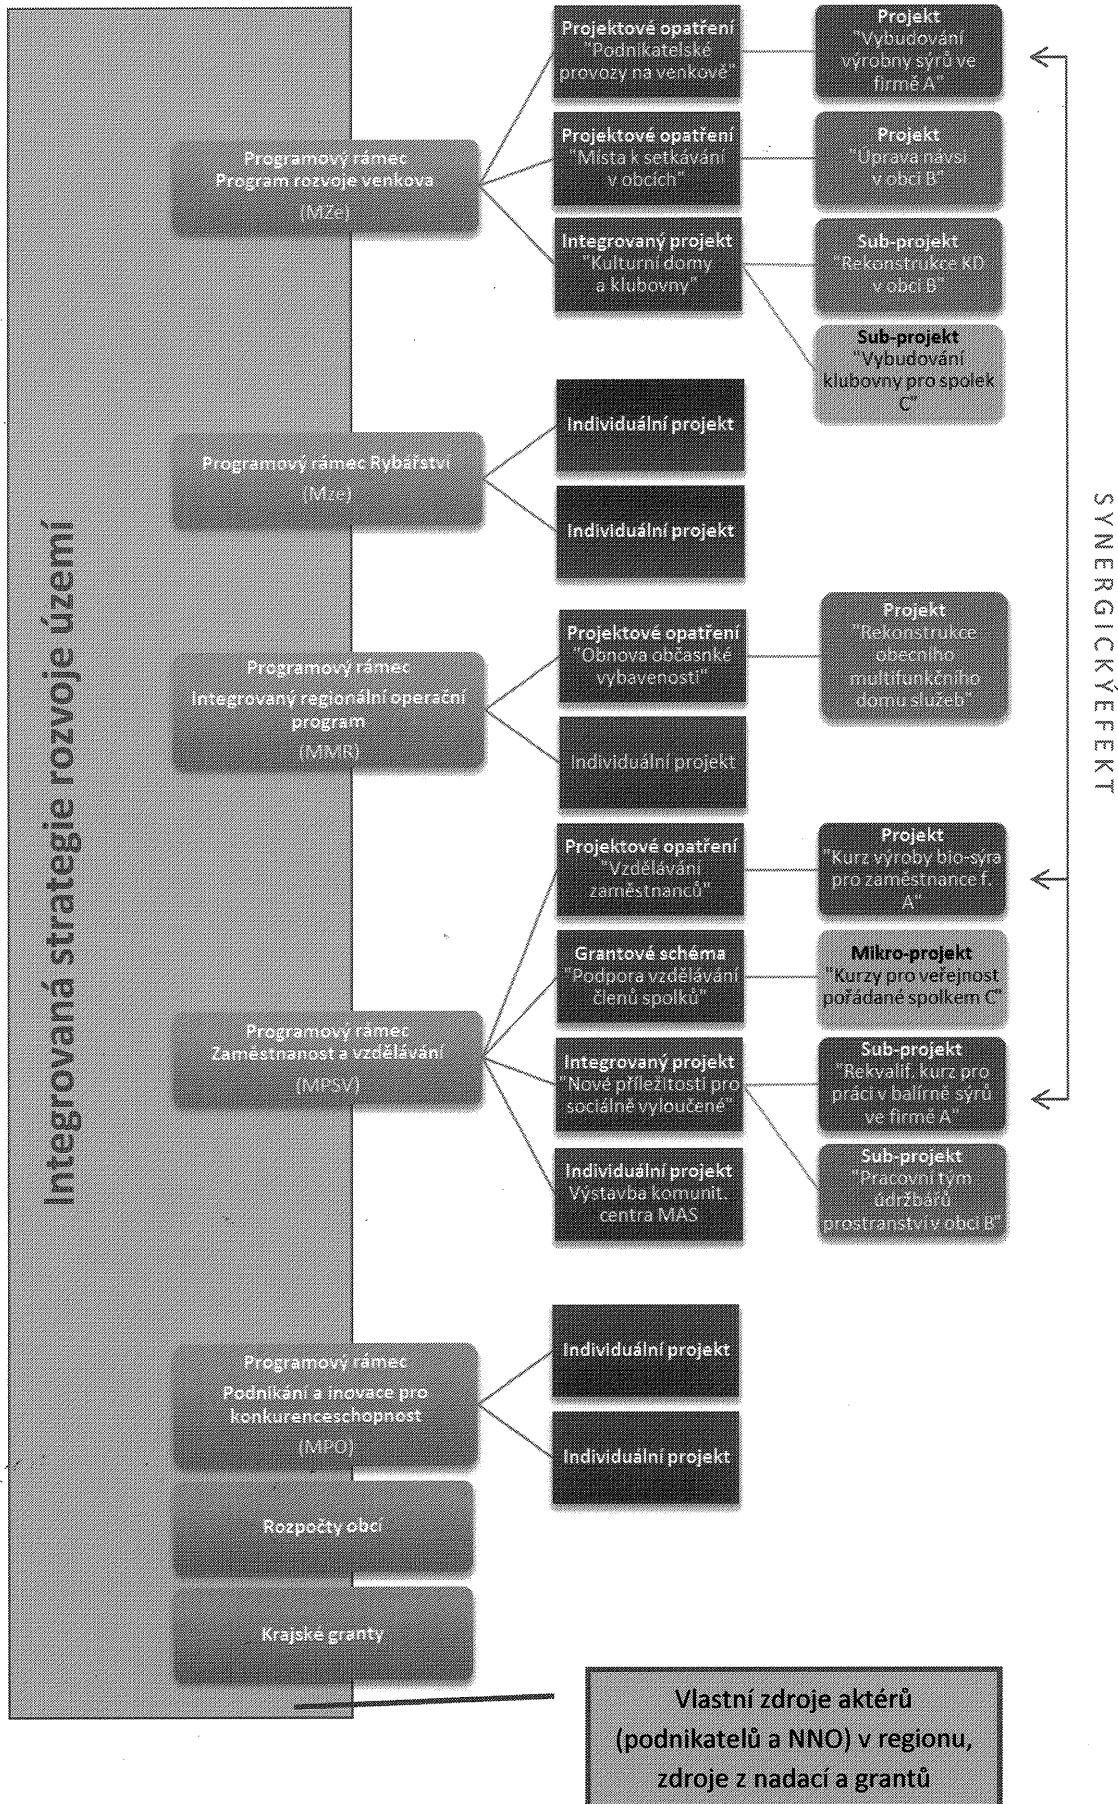 Integrovaná strategie rozvoje území
Programový rámec
Program rozvoje venkova
(MZe)
Projektové opatření
"Podnikatelské
provozy na venkově"
Projekt
"Vybudování
výrobny sýrů ve
firmě A"
Projektové opatření
"Místa k setkávání
v obcích"
Projekt
"Úprava návsi
v obci B"
Integrovaný projekt
"Kulturní domy
a klubovny"
Sub-projekt
"Rekonstrukce KD
v obci B"
Sub-projekt
"Vybudování
klubovny pro spolek
C"
Programový rámec Rybářství
(Mze)
Individuální projekt
Individuální projekt
Programový rámec
Integrovaný regionální operační
program
(MMR)
Projektové opatření
"Obnova občasnké
vybavenosti"
Projekt
"Rekonstrukce
obecního
multifunkčního
domu služeb"
Individuální projekt
Programový rámec
Zaměstnanost a vzdělávání
(MPSV)
Projektové opatření
"Vzdělávání
zaměstnanců"
Projekt
"Kurz výroby bio-sýra
pro zaměstnance f.
A"
Grantové schéma
"Podpora vzdělávání
členů spolků"
Mikro-projekt
"Kurzy pro veřejnost
pořádané spolkem C"
Integrovaný projekt
"Nové příležitosti pro
sociálně vyloučené"
Sub-projekt
"Rekvalif. kurz pro
práci v balírně sýrů
ve firmě A"
Sub-projekt
"Pracovní tým
údržbářů
prostranství v obci B"
Individuální projekt
Výstavba komunit.
centra MAS
Programový rámec
Podnikání a inovace pro
konkurenceschopnost
(MPO)
Individuální projekt
Individuální projekt
Rozpočty obcí
Krajské granty
Vlastní zdroje aktérů
(podnikatelů a NNO) v regionu,
zdroje z nadací a grantů
SYNERGICKÝEFEKT